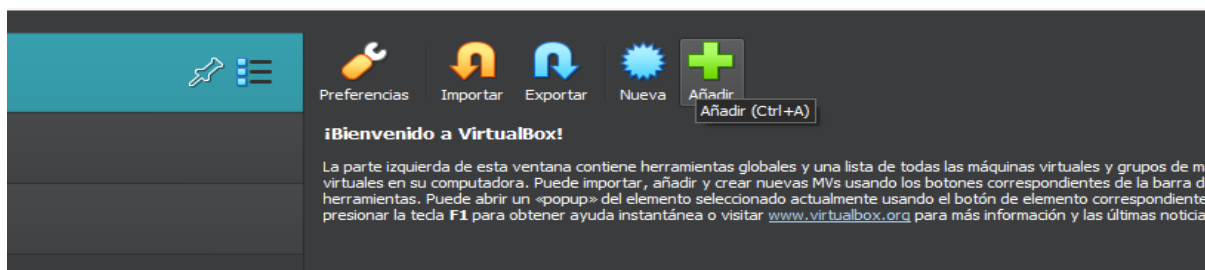 Preferencias Importar Exportar Nueva Añadir
Añadir (Ctrl+A)
¡Bienvenido a VirtualBox!
La parte izquierda de esta ventana contiene herramientas globales y una lista de todas las máquinas virtuales y grupos de m
virtuales en su computadora. Puede importar, añadir y crear nuevas MVs usando los botones correspondientes de la barra d
herramientas. Puede abrir un «popup» del elemento seleccionado actualmente usando el botón de elemento correspondiente
presionar la tecla F1 para obtener ayuda instantánea o visitar www.virtualbox.org para más información y las últimas noticia